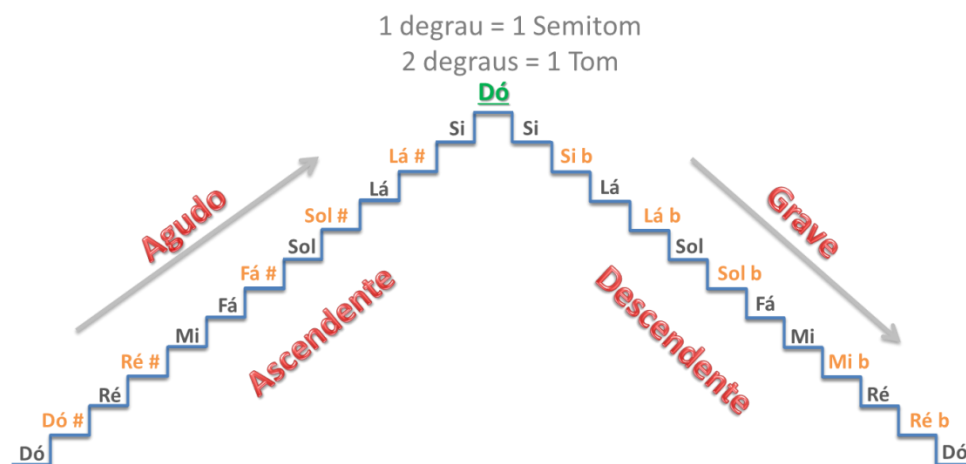 1 degrau = 1 Semitom
2 degraus = 1 Tom
Dó
Si
Si
Lá #
Si b
Lá
Lá
Agudo
Grave
Sol #
Lá b
Sol
Sol
Fá #
Sol b
Ascendente
Descendente
Fá
Fá
Mi
Mi
Ré #
Mi b
Ré
Ré
Dó #
Ré b
Dó
Dó